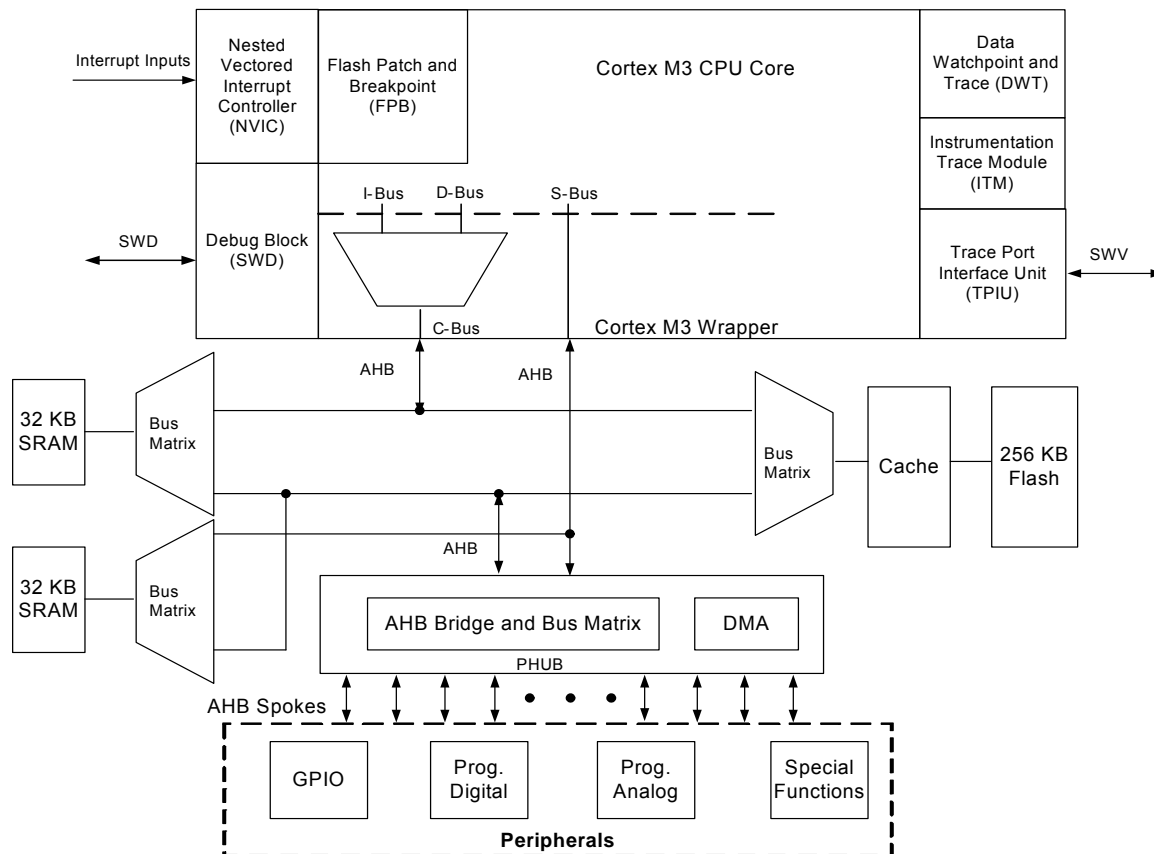 Interrupt Inputs
Nested
Vectored
Interrupt
Controller
(NVIC)
Flash Patch and
Breakpoint
(FPB)
Cortex M3 CPU Core
Data
Watchpoint and
Trace (DWT)
Instrumentation
Trace Module
(ITM)
I-Bus
D-Bus
S-Bus
SWD
Debug Block
(SWD)
Trace Port
Interface Unit
(TPIU)
SWV
C-Bus
Cortex M3 Wrapper
AHB
AHB
32 KB
SRAM
Bus
Matrix
Bus
Matrix
Cache
256 KB
Flash
AHB
32 KB
SRAM
Bus
Matrix
AHB Bridge and Bus Matrix
DMA
PHUB
AHB Spokes
GPIO
Prog.
Digital
Prog.
Analog
Special
Functions
Peripherals